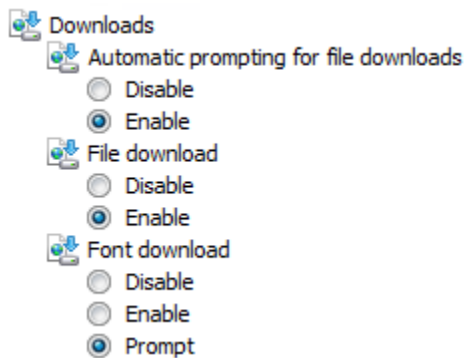 Downloads
Automatic prompting for file downloads
Disable
Enable
File download
Disable
Enable
Font download
Disable
Enable
Prompt